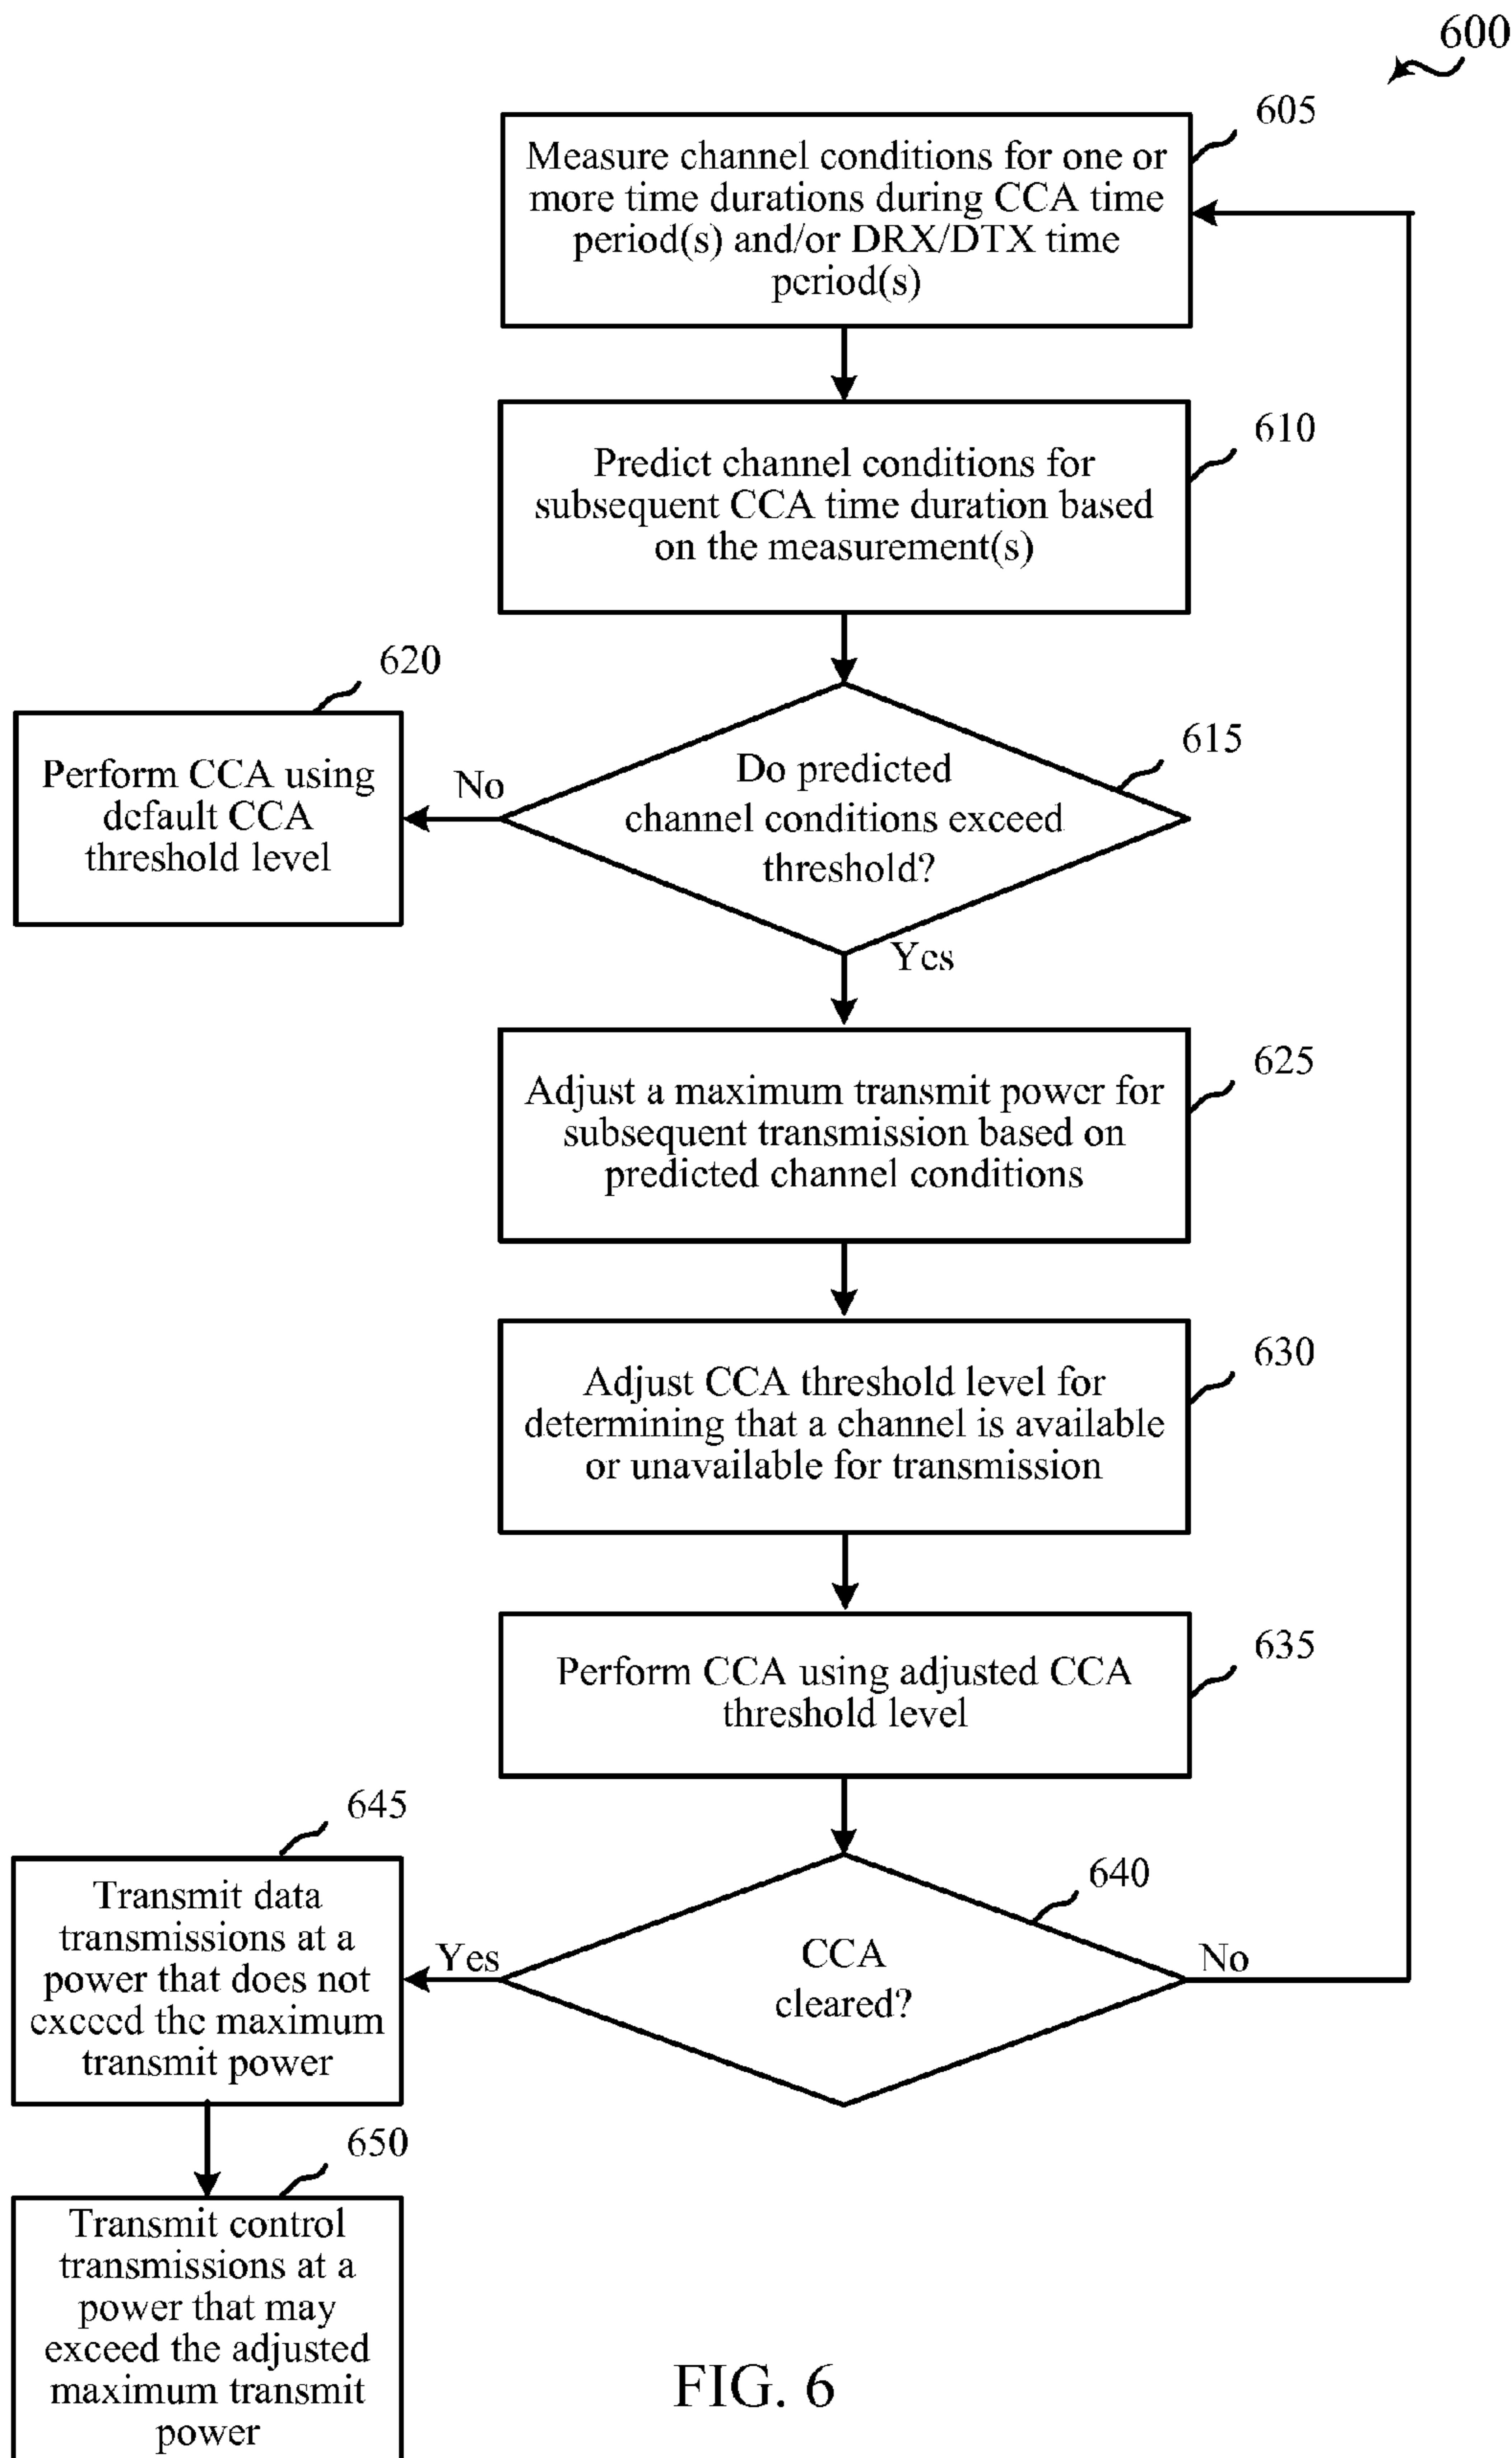 600
605
Measure channel conditions for one or
more time durations during CCA time
period(s) and/or DRX/DTX time
period(s)
610
Predict channel conditions for
subsequent CCA time duration based
on the measurement(s)
620
Perform CCA using
default CCA
threshold level
No
615
Do predicted
channel conditions exceed
threshold?
Yes
625
Adjust a maximum transmit power for
subsequent transmission based on
predicted channel conditions
630
Adjust CCA threshold level for
determining that a channel is available
or unavailable for transmission
635
Perform CCA using adjusted CCA
threshold level
640
CCA
cleared?
Yes
No
645
Transmit data
transmissions at a
power that does not
exceed the maximum
transmit power
650
Transmit control
transmissions at a
power that may
exceed the adjusted
maximum transmit
power
FIG. 6